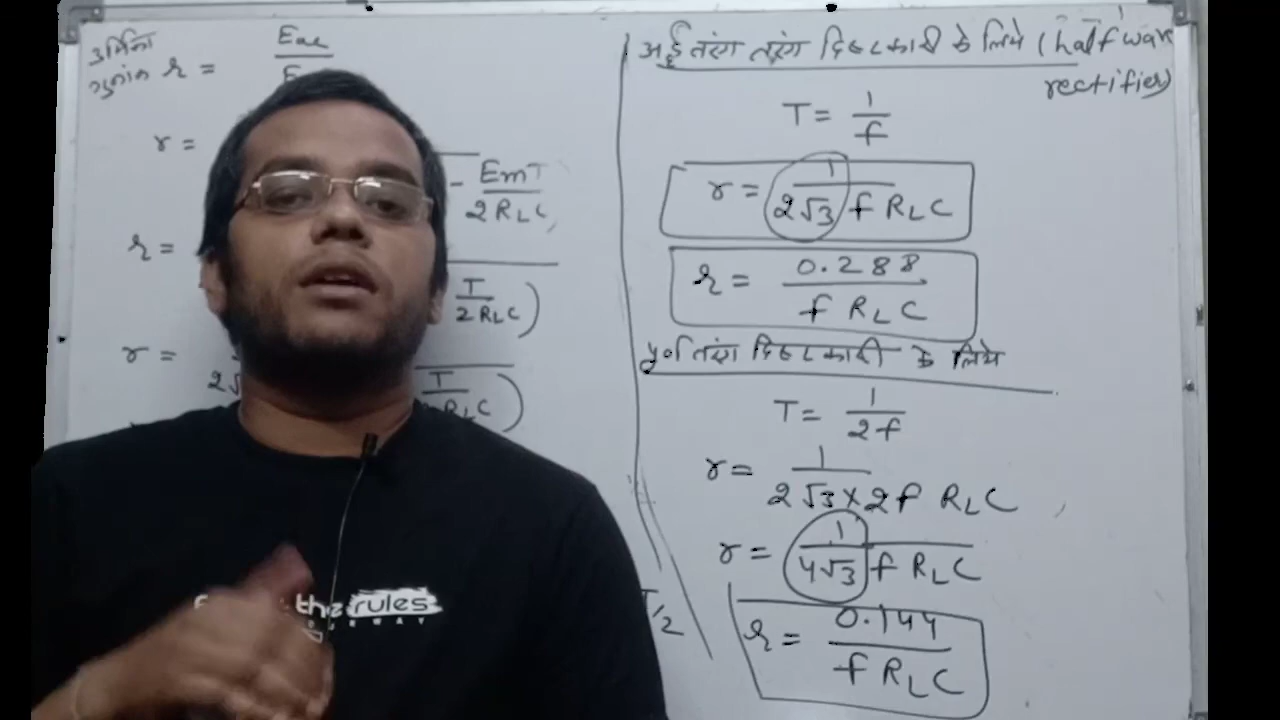 उर्मिका
गुणांक r = Eac
r =
- EmT / 2RLC
r =
T / 2RLC )
r =
T
RLC )
अर्द्ध तरंग तरंग दिष्टकारी के लिये (half wave
rectifier)
T = 1/f
r = 1 / 2√3 f RLC
r = 0.288 / f RLC
पूर्ण तरंग दिष्टकारी के लिये
T = 1/2f
r = 1 / 2√3×2f RLC
r = 1 / 4√3 f RLC
r = 0.144 / f RLC
T/2
the rules